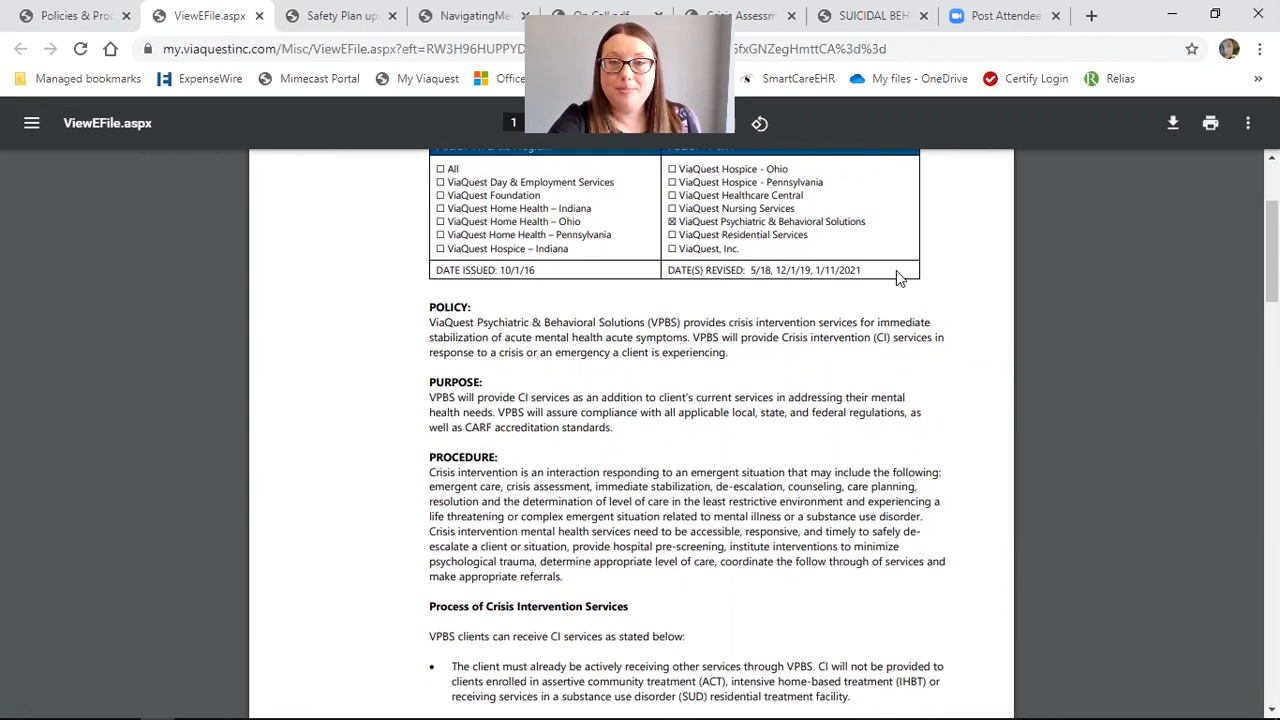 Policies & Pro
ViewEFile.aspx
Safety Plan up
NavigatingMe
Crisis Assessm
SUICIDAL BEH
Post Attendee
my.viaquestinc.com/Misc/ViewEFile.aspx?eft=RW3H96HUPPYD
fxGNZegHmttCA%3d%3d
Managed bookmarks
ExpenseWire
Mimecast Portal
My Viaquest
Office
SmartCareEHR
My files - OneDrive
Certify Login
Relias
»
ViewEFile.aspx
1
☐ All
☐ ViaQuest Day & Employment Services
☐ ViaQuest Foundation
☐ ViaQuest Home Health – Indiana
☐ ViaQuest Home Health – Ohio
☐ ViaQuest Home Health – Pennsylvania
☐ ViaQuest Hospice – Indiana
☐ ViaQuest Hospice - Ohio
☐ ViaQuest Hospice - Pennsylvania
☐ ViaQuest Healthcare Central
☐ ViaQuest Nursing Services
☒ ViaQuest Psychiatric & Behavioral Solutions
☐ ViaQuest Residential Services
☐ ViaQuest, Inc.
DATE ISSUED: 10/1/16
DATE(S) REVISED: 5/18, 12/1/19, 1/11/2021
POLICY:
ViaQuest Psychiatric & Behavioral Solutions (VPBS) provides crisis intervention services for immediate
stabilization of acute mental health acute symptoms. VPBS will provide Crisis intervention (CI) services in
response to a crisis or an emergency a client is experiencing.
PURPOSE:
VPBS will provide CI services as an addition to client's current services in addressing their mental
health needs. VPBS will assure compliance with all applicable local, state, and federal regulations, as
well as CARF accreditation standards.
PROCEDURE:
Crisis intervention is an interaction responding to an emergent situation that may include the following:
emergent care, crisis assessment, immediate stabilization, de-escalation, counseling, care planning,
resolution and the determination of level of care in the least restrictive environment and experiencing a
life threatening or complex emergent situation related to mental illness or a substance use disorder.
Crisis intervention mental health services need to be accessible, responsive, and timely to safely de-
escalate a client or situation, provide hospital pre-screening, institute interventions to minimize
psychological trauma, determine appropriate level of care, coordinate the follow through of services and
make appropriate referrals.
Process of Crisis Intervention Services
VPBS clients can receive CI services as stated below:
• The client must already be actively receiving other services through VPBS. CI will not be provided to
clients enrolled in assertive community treatment (ACT), intensive home-based treatment (IHBT) or
receiving services in a substance use disorder (SUD) residential treatment facility.